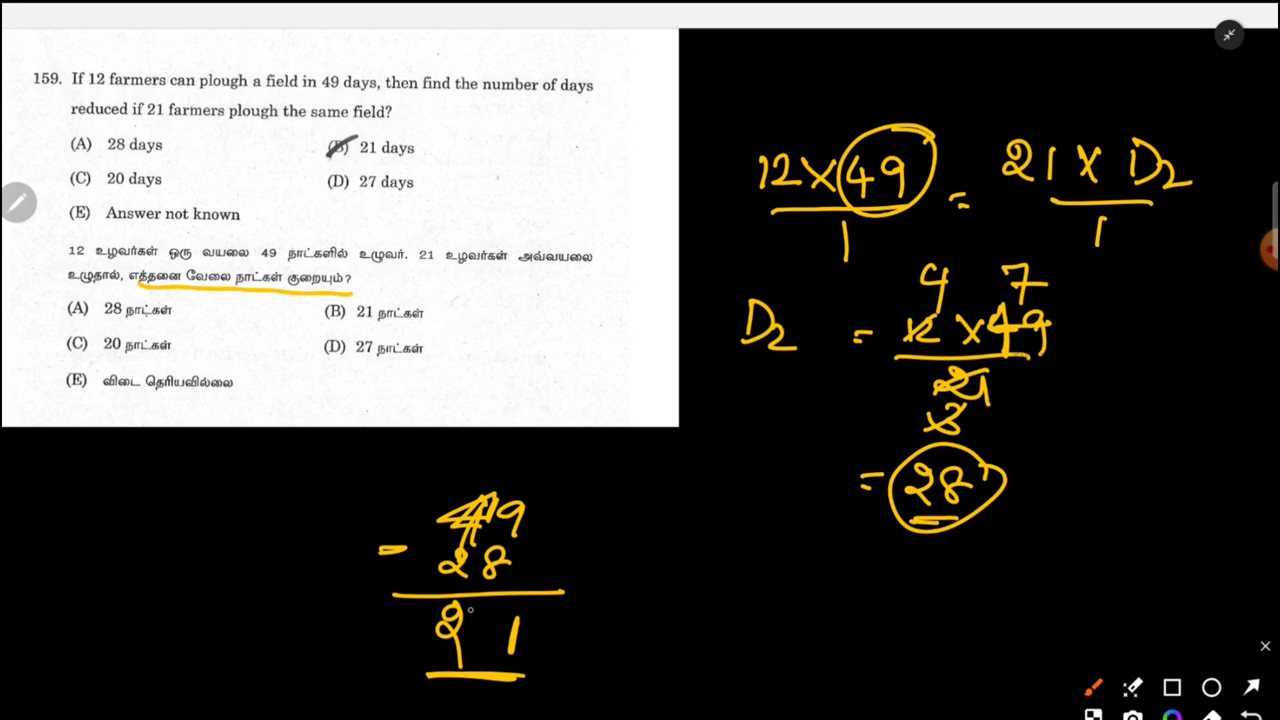 159. If 12 farmers can plough a field in 49 days, then find the number of days
reduced if 21 farmers plough the same field?
(A) 28 days (B) 21 days
(C) 20 days (D) 27 days
(E) Answer not known
12 உழவர்கள் ஒரு வயலை 49 நாட்களில் உழுவர். 21 உழவர்கள் அவ்வயலை
உழுதால், எத்தனை வேலை நாட்கள் குறையும்?
(A) 28 நாட்கள் (B) 21 நாட்கள்
(C) 20 நாட்கள் (D) 27 நாட்கள்
(E) விடை தெரியவில்லை
12 × 49 = 21 × D2
1 1
4 7
D2 = 12 × 49
21
3
= 28
49
- 28
21